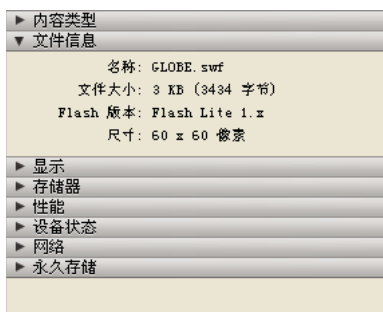 内容类型
文件信息
名称: GLOBE.swf
文件大小: 3 KB (3434 字节)
Flash 版本: Flash Lite 1.x
尺寸: 60 x 60 像素
显示
存储器
性能
设备状态
网络
永久存储